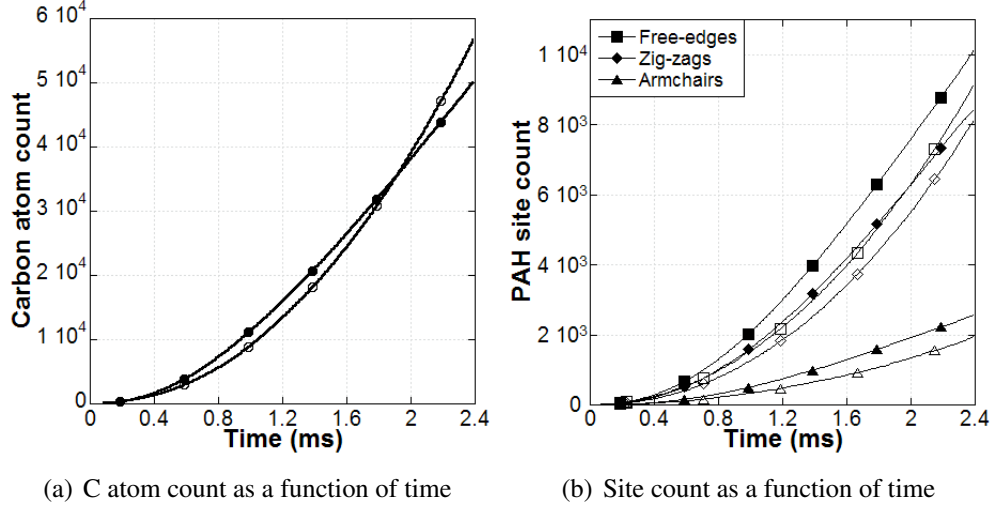 6 10⁴
5 10⁴
4 10⁴
3 10⁴
2 10⁴
1 10⁴
0
Carbon atom count
0 0.4 0.8 1.2 1.6 2 2.4
Time (ms)
(a) C atom count as a function of time
Free-edges
Zig-zags
Armchairs
1 10⁴
8 10³
6 10³
4 10³
2 10³
0
PAH site count
0 0.4 0.8 1.2 1.6 2 2.4
Time (ms)
(b) Site count as a function of time